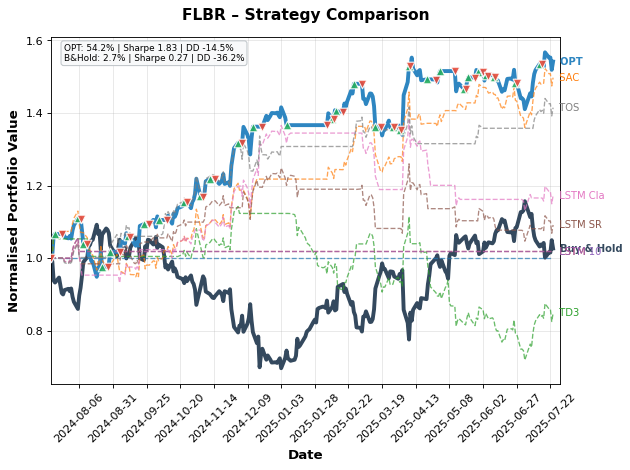 FLBR – Strategy Comparison
OPT: 54.2% | Sharpe 1.83 | DD -14.5%
B&Hold: 2.7% | Sharpe 0.27 | DD -36.2%
Normalised Portfolio Value
1.6
1.4
1.2
1.0
0.8
OPT
SAC
TOS
LSTM Cla
LSTM SR
Buy & Hold
TD3
2024-08-06
2024-08-31
2024-09-25
2024-10-20
2024-11-14
2024-12-09
2025-01-03
2025-01-28
2025-02-22
2025-03-19
2025-04-13
2025-05-08
2025-06-02
2025-06-27
2025-07-22
Date